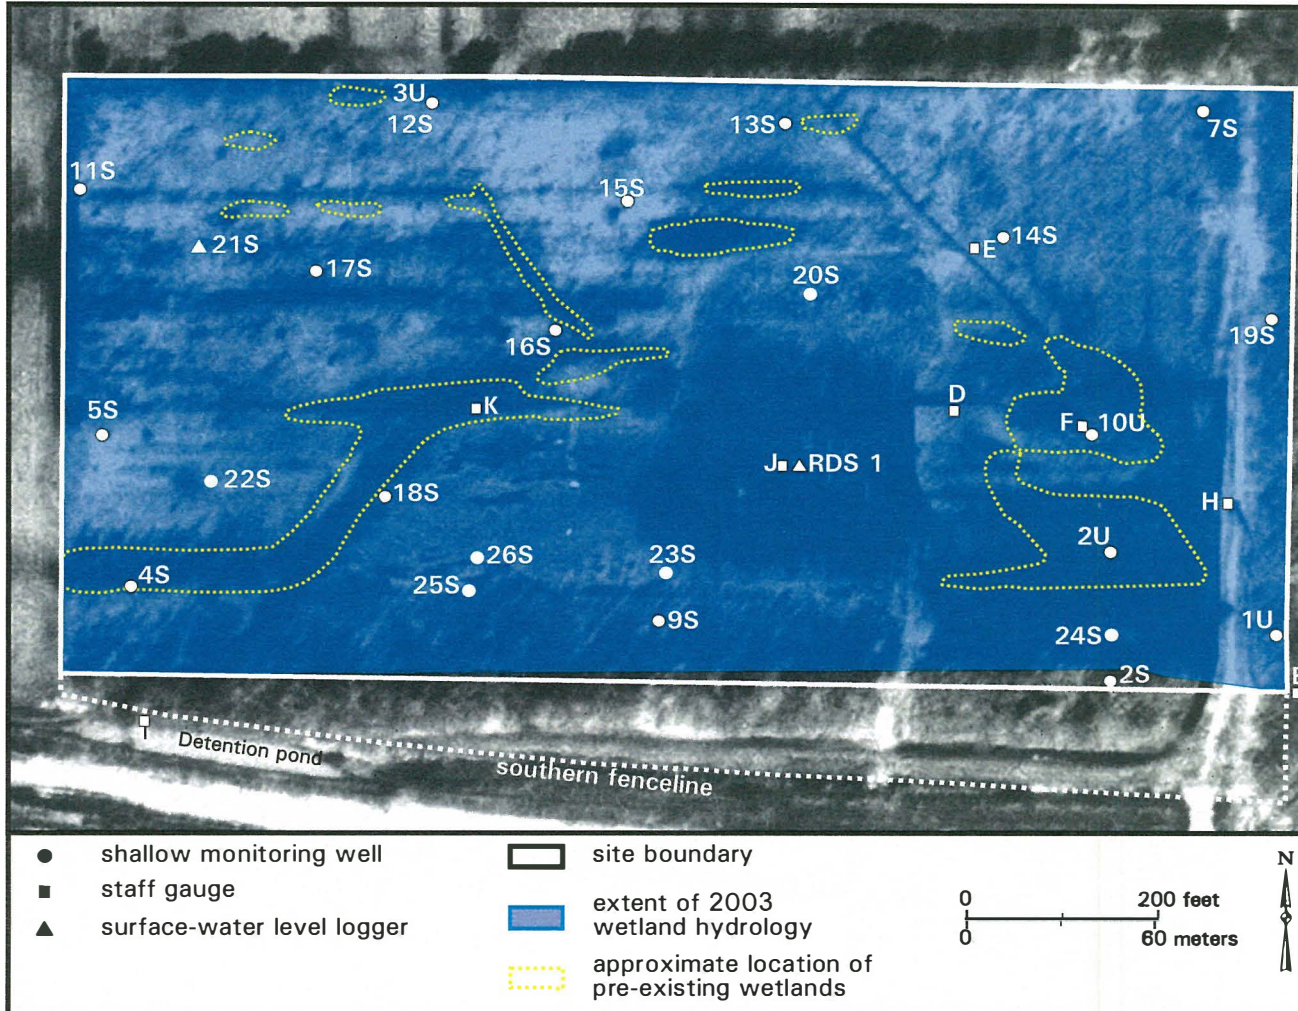 3U
12S
13S
7S
11S
15S
21S
17S
E
14S
20S
16S
19S
K
D
5S
F
10U
22S
J
RDS 1
18S
H
4S
26S
25S
23S
2U
9S
24S
1U
2S
I
Detention pond
southern fenceline
shallow monitoring well
staff gauge
surface-water level logger
site boundary
extent of 2003
wetland hydrology
approximate location of
pre-existing wetlands
0 200 feet
0 60 meters
N